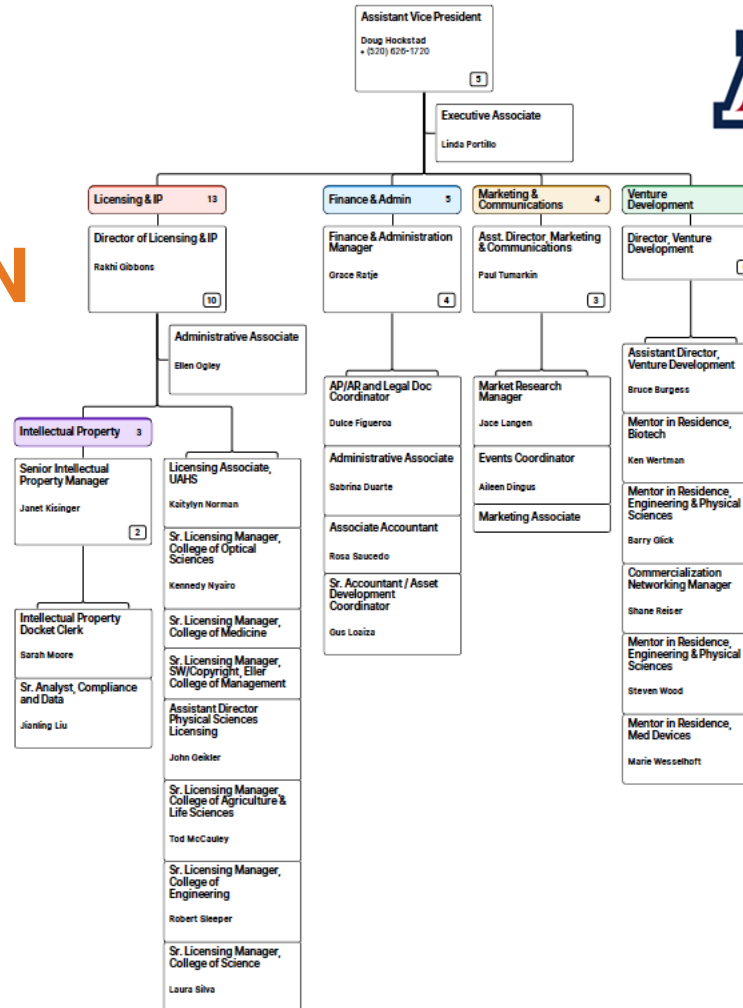 Assistant Vice President
Doug Hockstad
• (520) 626-1720
5
Executive Associate
Linda Portillo
Licensing & IP 13
Director of Licensing & IP
Rakhi Gibbons
10
Administrative Associate
Ellen Ogley
Intellectual Property 3
Senior Intellectual
Property Manager
Janet Kisinger
2
Intellectual Property
Docket Clerk
Sarah Moore
Sr. Analyst, Compliance
and Data
Jianling Liu
Licensing Associate,
UAHS
Kaitylyn Norman
Sr. Licensing Manager,
College of Optical
Sciences
Kennedy Nyairo
Sr. Licensing Manager,
College of Medicine
Sr. Licensing Manager,
SW/Copyright, Eller
College of Management
Assistant Director
Physical Sciences
Licensing
John Geikler
Sr. Licensing Manager,
College of Agriculture &
Life Sciences
Tod McCauley
Sr. Licensing Manager,
College of
Engineering
Robert Sleeper
Sr. Licensing Manager,
College of Science
Laura Silva
Finance & Admin 5
Finance & Administration
Manager
Grace Ratje
4
AP/AR and Legal Doc
Coordinator
Dulce Figueroa
Administrative Associate
Sabrina Duarte
Associate Accountant
Rosa Saucedo
Sr. Accountant / Asset
Development
Coordinator
Gus Loaiza
Marketing &
Communications 4
Asst. Director, Marketing
& Communications
Paul Tumarkin
3
Market Research
Manager
Jace Langen
Events Coordinator
Aileen Dingus
Marketing Associate
Venture
Development
Director, Venture
Development
Assistant Director,
Venture Development
Bruce Burgess
Mentor in Residence,
Biotech
Ken Wertman
Mentor in Residence,
Engineering & Physical
Sciences
Barry Glick
Commercialization
Networking Manager
Shane Reiser
Mentor in Residence,
Engineering & Physical
Sciences
Steven Wood
Mentor in Residence,
Med Devices
Marie Wesselhoft
N